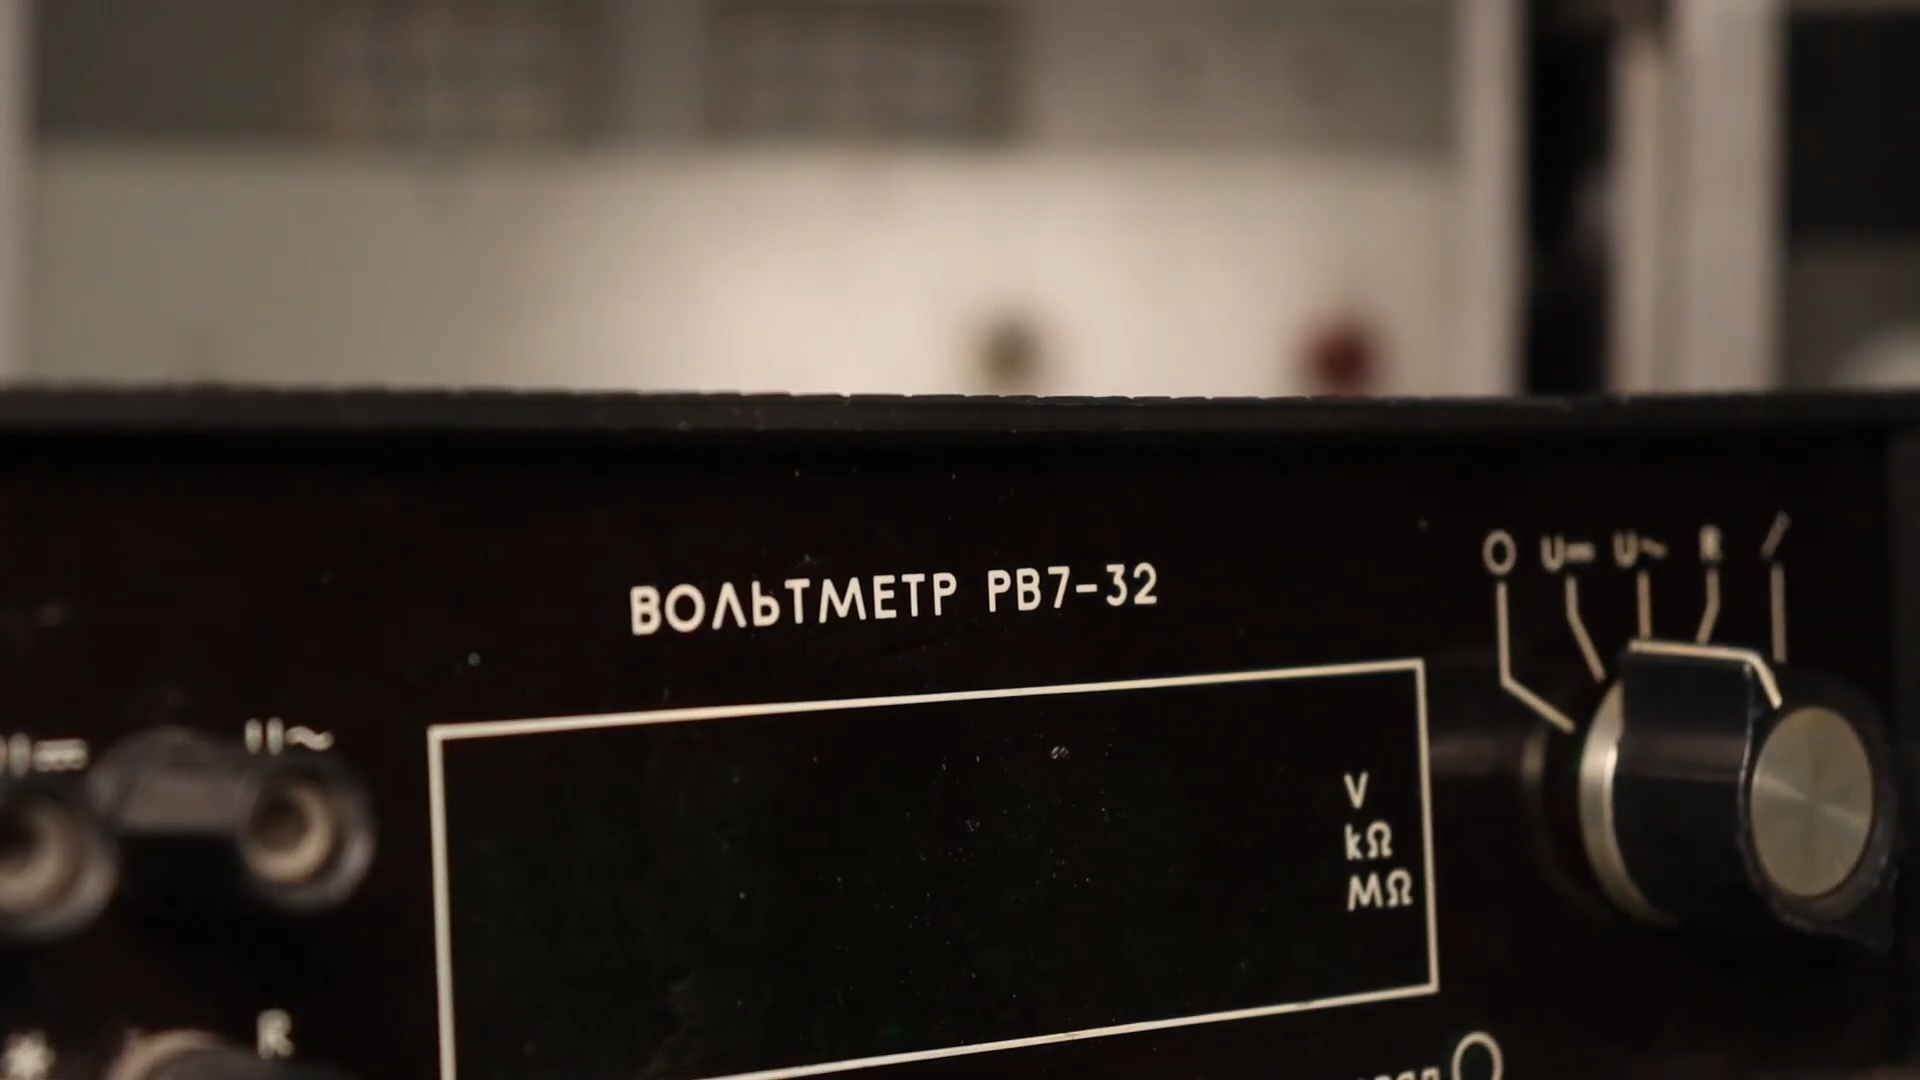 ВОЛЬТМЕТР РВ7-32
O U⎓ U~ R
U⎓ U~
V
kΩ
MΩ
* R